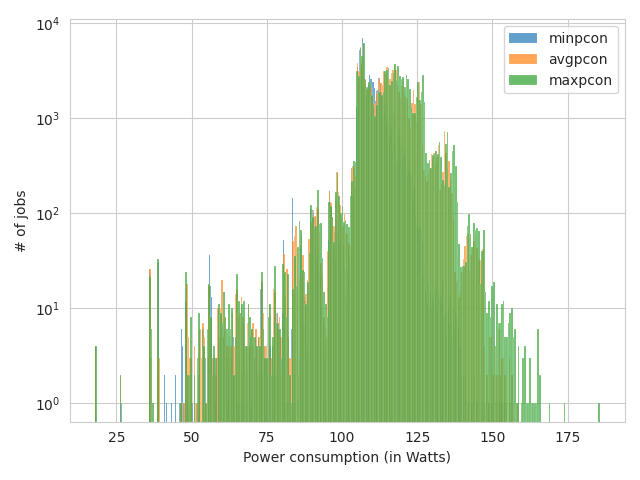 10⁴
10³
10²
10¹
10⁰
# of jobs
minpcon
avgpcon
maxpcon
25 50 75 100 125 150 175
Power consumption (in Watts)